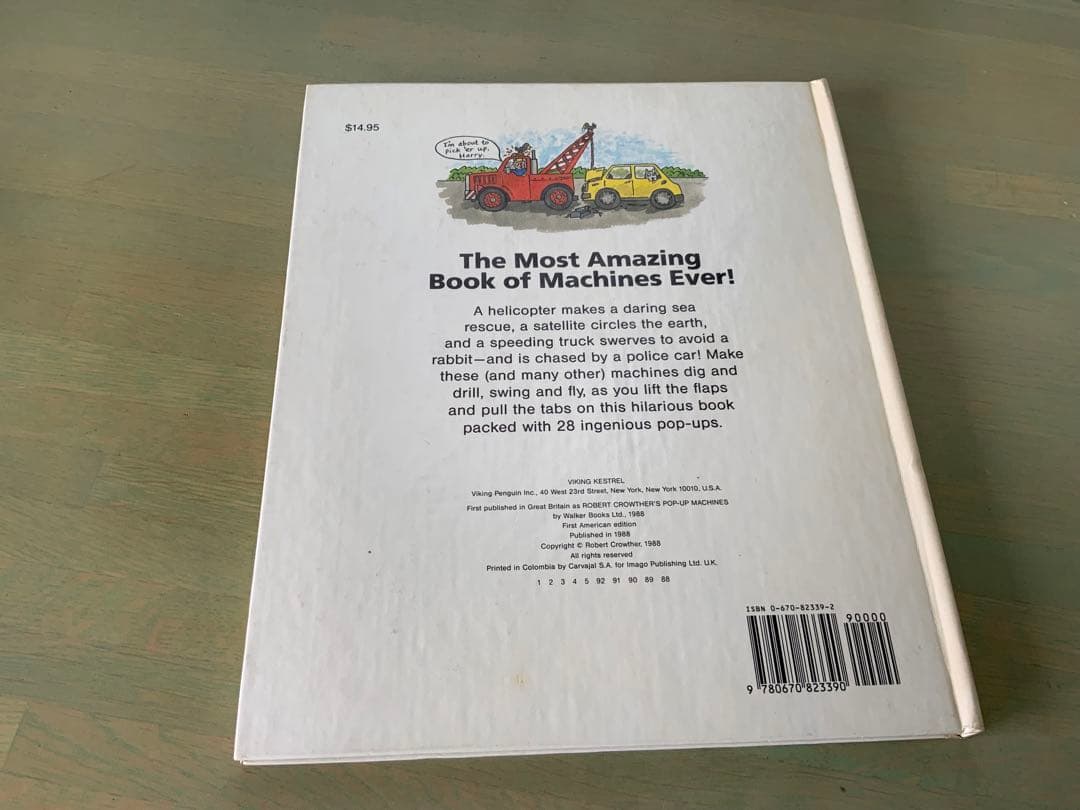 $14.95
I'm about to
pick 'er up,
Harry.
The Most Amazing
Book of Machines Ever!
A helicopter makes a daring sea
rescue, a satellite circles the earth,
and a speeding truck swerves to avoid a
rabbit—and is chased by a police car! Make
these (and many other) machines dig and
drill, swing and fly, as you lift the flaps
and pull the tabs on this hilarious book
packed with 28 ingenious pop-ups.
VIKING KESTREL
Viking Penguin Inc., 40 West 23rd Street, New York, New York 10010, U.S.A.
First published in Great Britain as ROBERT CROWTHER'S POP-UP MACHINES
by Walker Books Ltd., 1988
First American edition
Published in 1988
Copyright © Robert Crowther, 1988
All rights reserved
Printed in Colombia by Carvajal S.A. for Imago Publishing Ltd. U.K.
1 2 3 4 5 92 91 90 89 88
ISBN 0-670-82339-2
90000
9 780670 823390